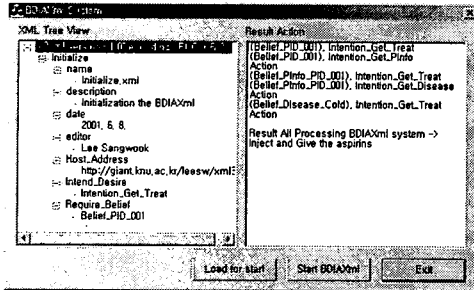 BDIAXml System
XML Tree View
Initialize
name
Initialize.xml
description
Initialization the BDIAXml
date
2001, 6, 8,
editor
Lee Sangwook
Host_Address
http://giant.knu,ac,kr/leesw/xml
Intend_Desire
Intention_Get_Treat
Require_Belief
Belief_PID_001
Result Action
(Belief_PID_001), Intention_Get_Treat
(Belief_PID_001), Intention_Get_PInfo
Action
(Belief_PInfo_PID_001), Intention_Get_Treat
(Belief_PInfo_PID_001), Intention_Get_Disease
Action
(Belief_Disease_Cold), Intention_Get_Treat
Action
Result All Processing BDIAXml system ->
Inject and Give the aspirins
Load for start
Start BDIAXml
Exit